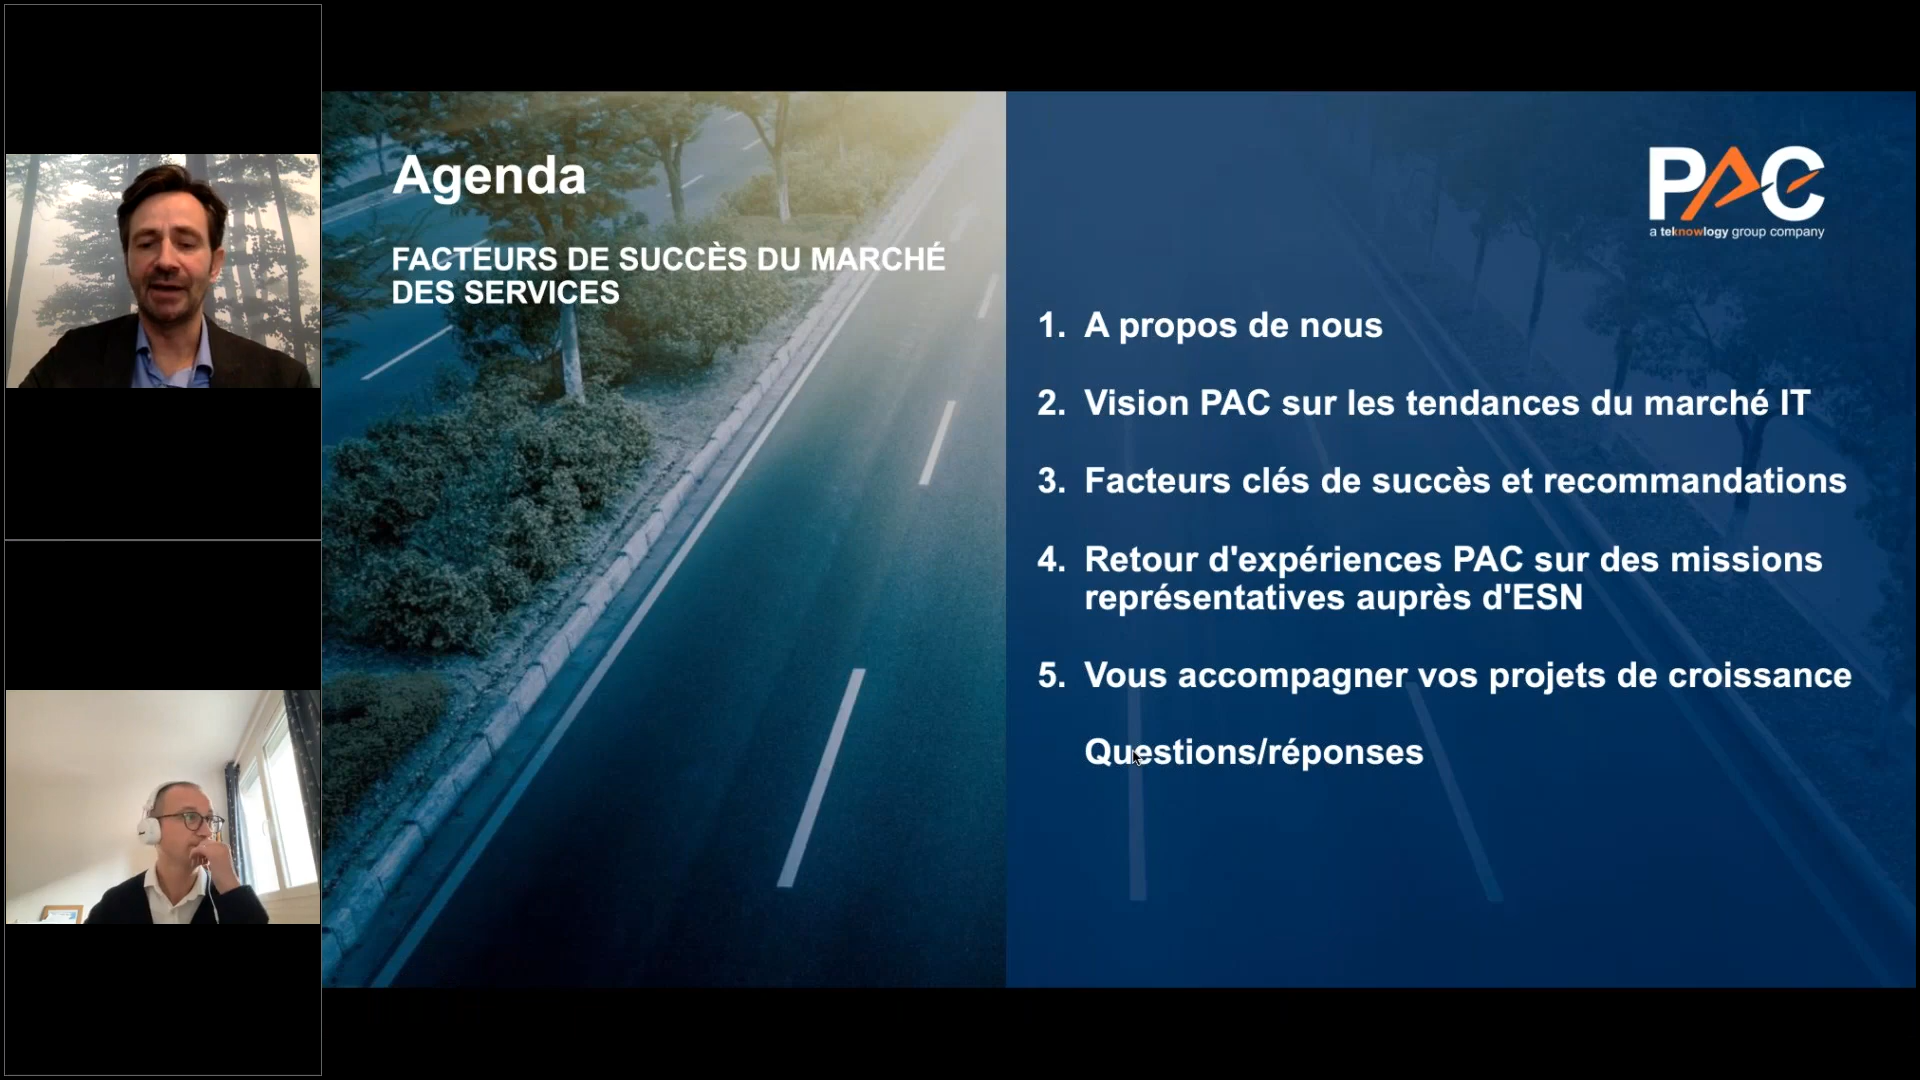 Agenda
FACTEURS DE SUCCÈS DU MARCHÉ
DES SERVICES
PAC
a teknowlogy group company
1. A propos de nous
2. Vision PAC sur les tendances du marché IT
3. Facteurs clés de succès et recommandations
4. Retour d'expériences PAC sur des missions
représentatives auprès d'ESN
5. Vous accompagner vos projets de croissance
Questions/réponses